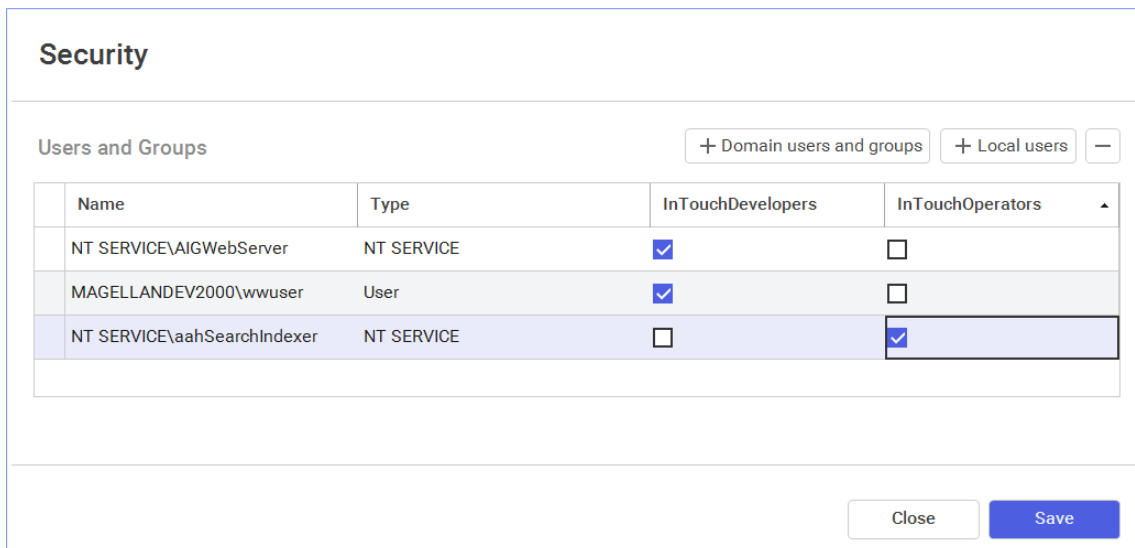 Security
Users and Groups + Domain users and groups + Local users −
Name Type InTouchDevelopers InTouchOperators
NT SERVICE\AIGWebServer NT SERVICE
MAGELLANDEV2000\wwuser User
NT SERVICE\aahSearchIndexer NT SERVICE
Close Save